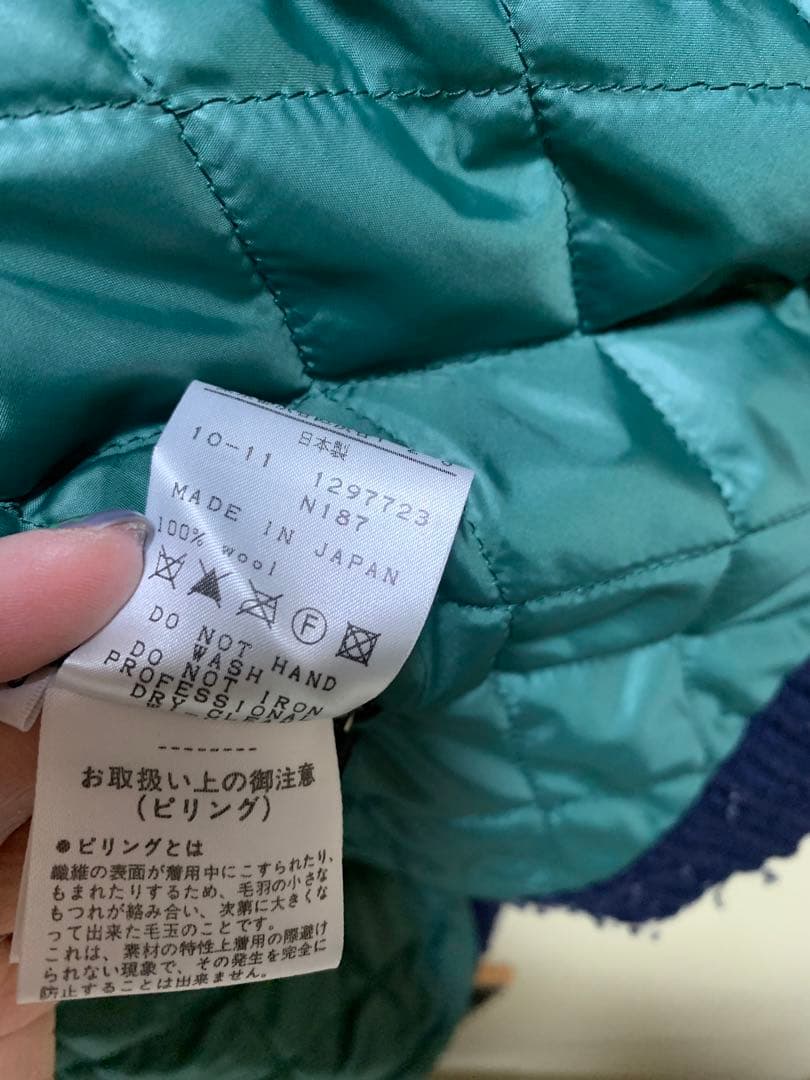 日本製
10-11 1297723
N187
MADE IN JAPAN
100% wool
F
DO NOT HAND
DO WASH
DO NOT IRON
PROFESSIONAL
DRY-CLEAN
--------
お取扱い上の御注意
(ピリング)
●ピリングとは
繊維の表面が着用中にこすられたり、
もまれたりするため、毛羽の小さな
もつれが絡み合い、次第に大きくな
って出来た毛玉のことです。
これは、素材の特性上着用の際避け
られない現象で、その発生を完全に
防止することは出来ません。